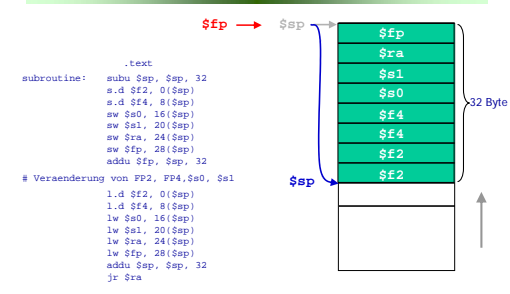 $fp
$sp
.text
subroutine: subu $sp, $sp, 32
s.d $f2, 0($sp)
s.d $f4, 8($sp)
sw $s0, 16($sp)
sw $s1, 20($sp)
sw $ra, 24($sp)
sw $fp, 28($sp)
addu $fp, $sp, 32
# Veraenderung von FP2, FP4,$s0, $s1
l.d $f2, 0($sp)
l.d $f4, 8($sp)
lw $s0, 16($sp)
lw $s1, 20($sp)
lw $ra, 24($sp)
lw $fp, 28($sp)
addu $sp, $sp, 32
jr $ra
$fp
$ra
$s1
$s0
$f4
$f4
$f2
$f2
32 Byte
$sp